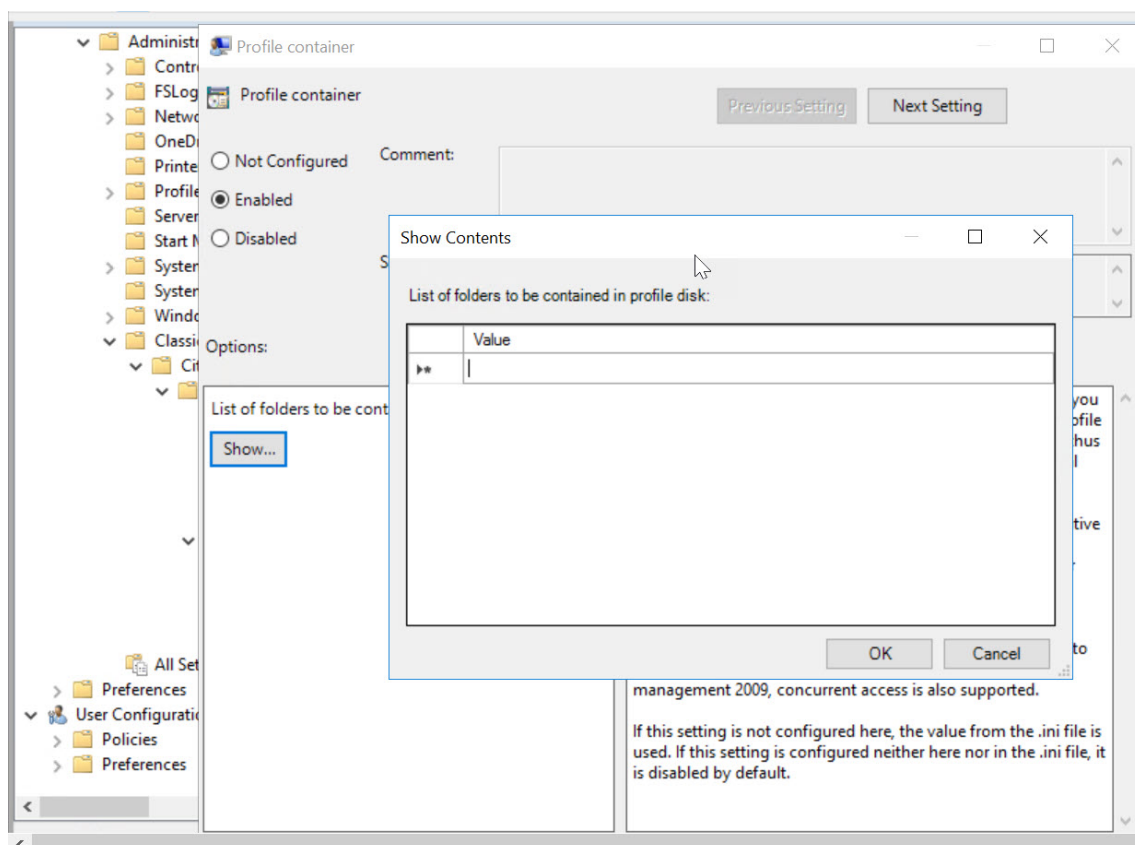 Administr
Profile container
Contr
FSLog
Profile container
Previous Setting
Next Setting
Netwo
OneDr
Printe
Not Configured
Comment:
Profile
Enabled
Server
Start M
Disabled
Show Contents
System
System
List of folders to be contained in profile disk:
Windo
Classi
Options:
Value
Cit
List of folders to be cont
you
ofile
hus
Show...
tive
OK
Cancel
to
All Set
Preferences
management 2009, concurrent access is also supported.
User Configuratio
Policies
If this setting is not configured here, the value from the .ini file is
used. If this setting is configured neither here nor in the .ini file, it
is disabled by default.
Preferences